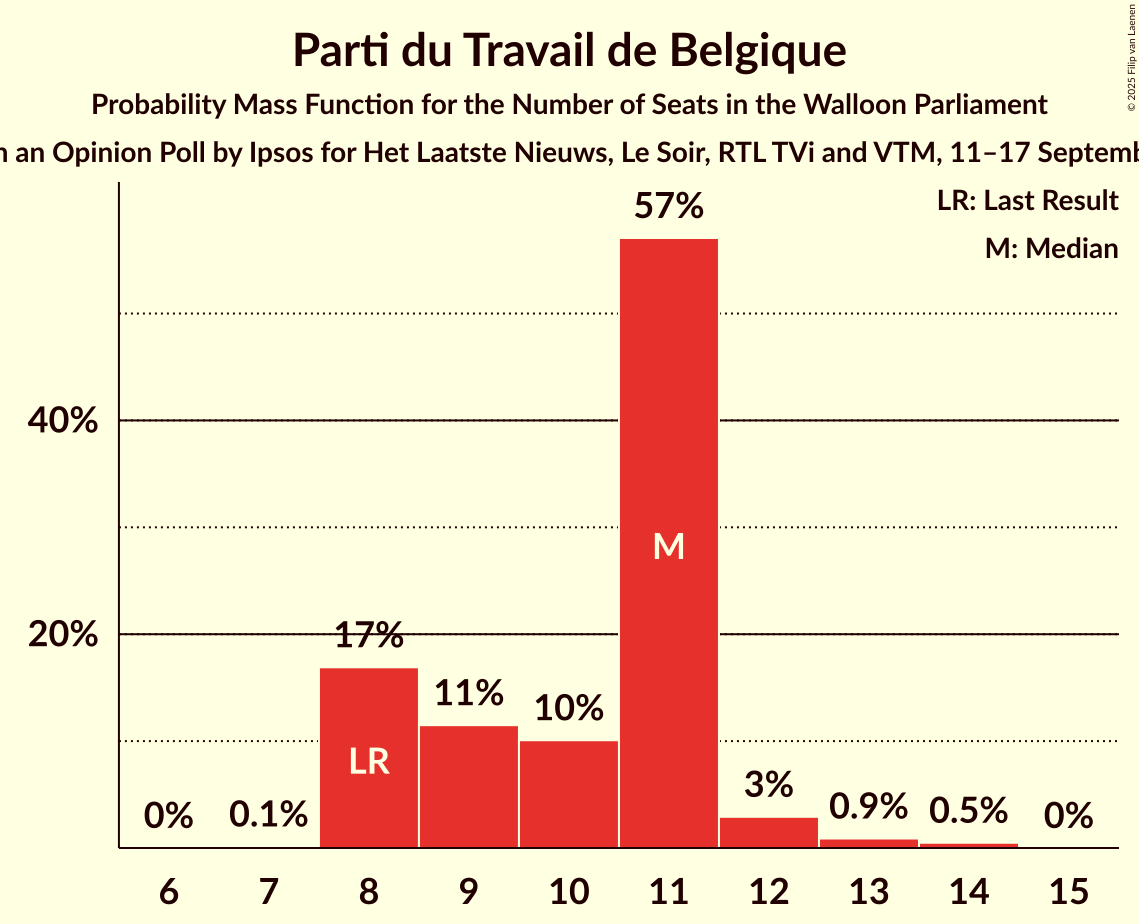 Parti du Travail de Belgique
Probability Mass Function for the Number of Seats in the Walloon Parliament
an Opinion Poll by Ipsos for Het Laatste Nieuws, Le Soir, RTL TVi and VTM, 11–17
© 2025 Filip van Laenen
LR: Last Result
M: Median
57%
40%
M
20%
17%
11%
10%
LR
3%
0%
0.1%
0.9%
0.5%
0%
6 7 8 9 10 11 12 13 14 15